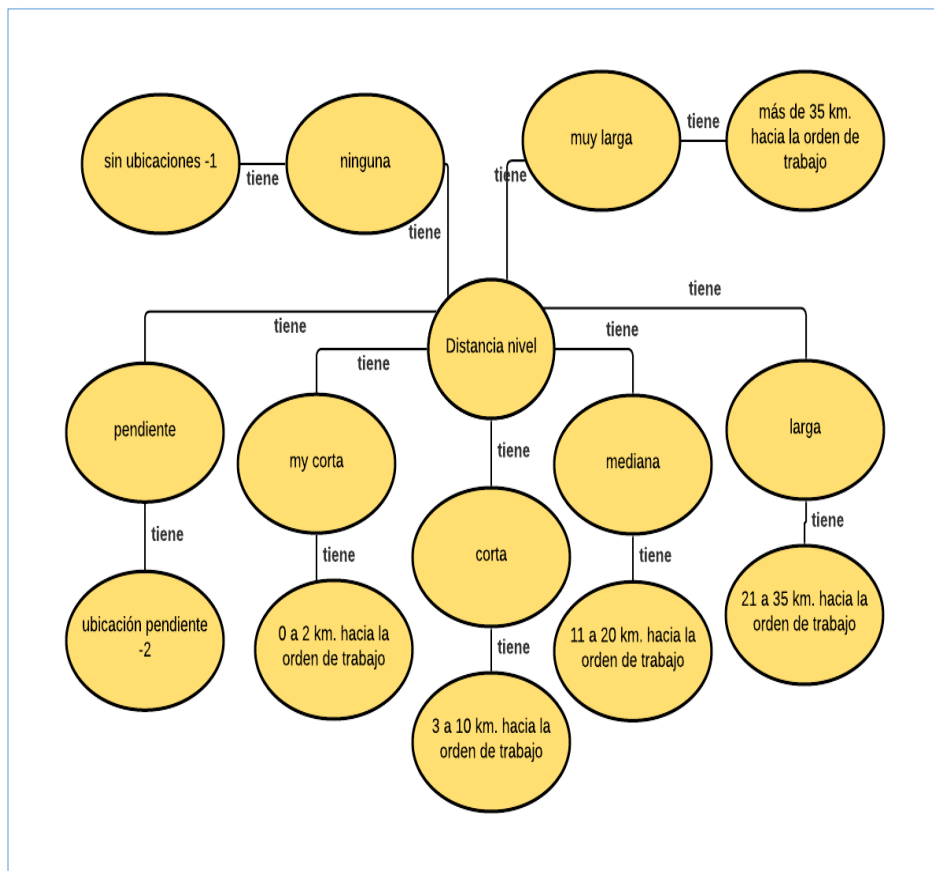 más de 35 km.
hacia la orden de
trabajo
muy larga
tiene
sin ubicaciones -1
ninguna
tiene
tiene
tiene
tiene
tiene
tiene
tiene
Distancia nivel
tiene
pendiente
my corta
tiene
mediana
larga
tiene
tiene
tiene
tiene
corta
ubicación pendiente
-2
0 a 2 km. hacia la
orden de trabajo
tiene
11 a 20 km. hacia la
orden de trabajo
21 a 35 km. hacia la
orden de trabajo
3 a 10 km. hacia la
orden de trabajo